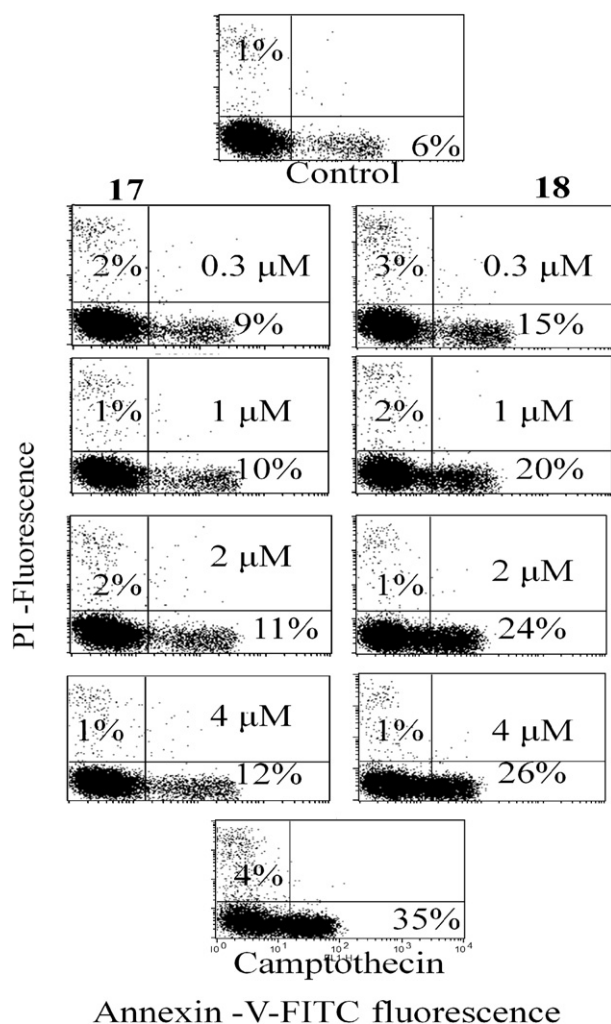 1%
6%
Control
17 18
2% 0.3 µM 3% 0.3 µM
9% 15%
1% 1 µM 2% 1 µM
10% 20%
2 µM 2 µM
2% 1%
11% 24%
1% 4 µM 1% 4 µM
12% 26%
PI -Fluorescence
4%
35%
10⁰ 10¹ 10² 10³ 10⁴
Camptothecin
Annexin -V-FITC fluorescence